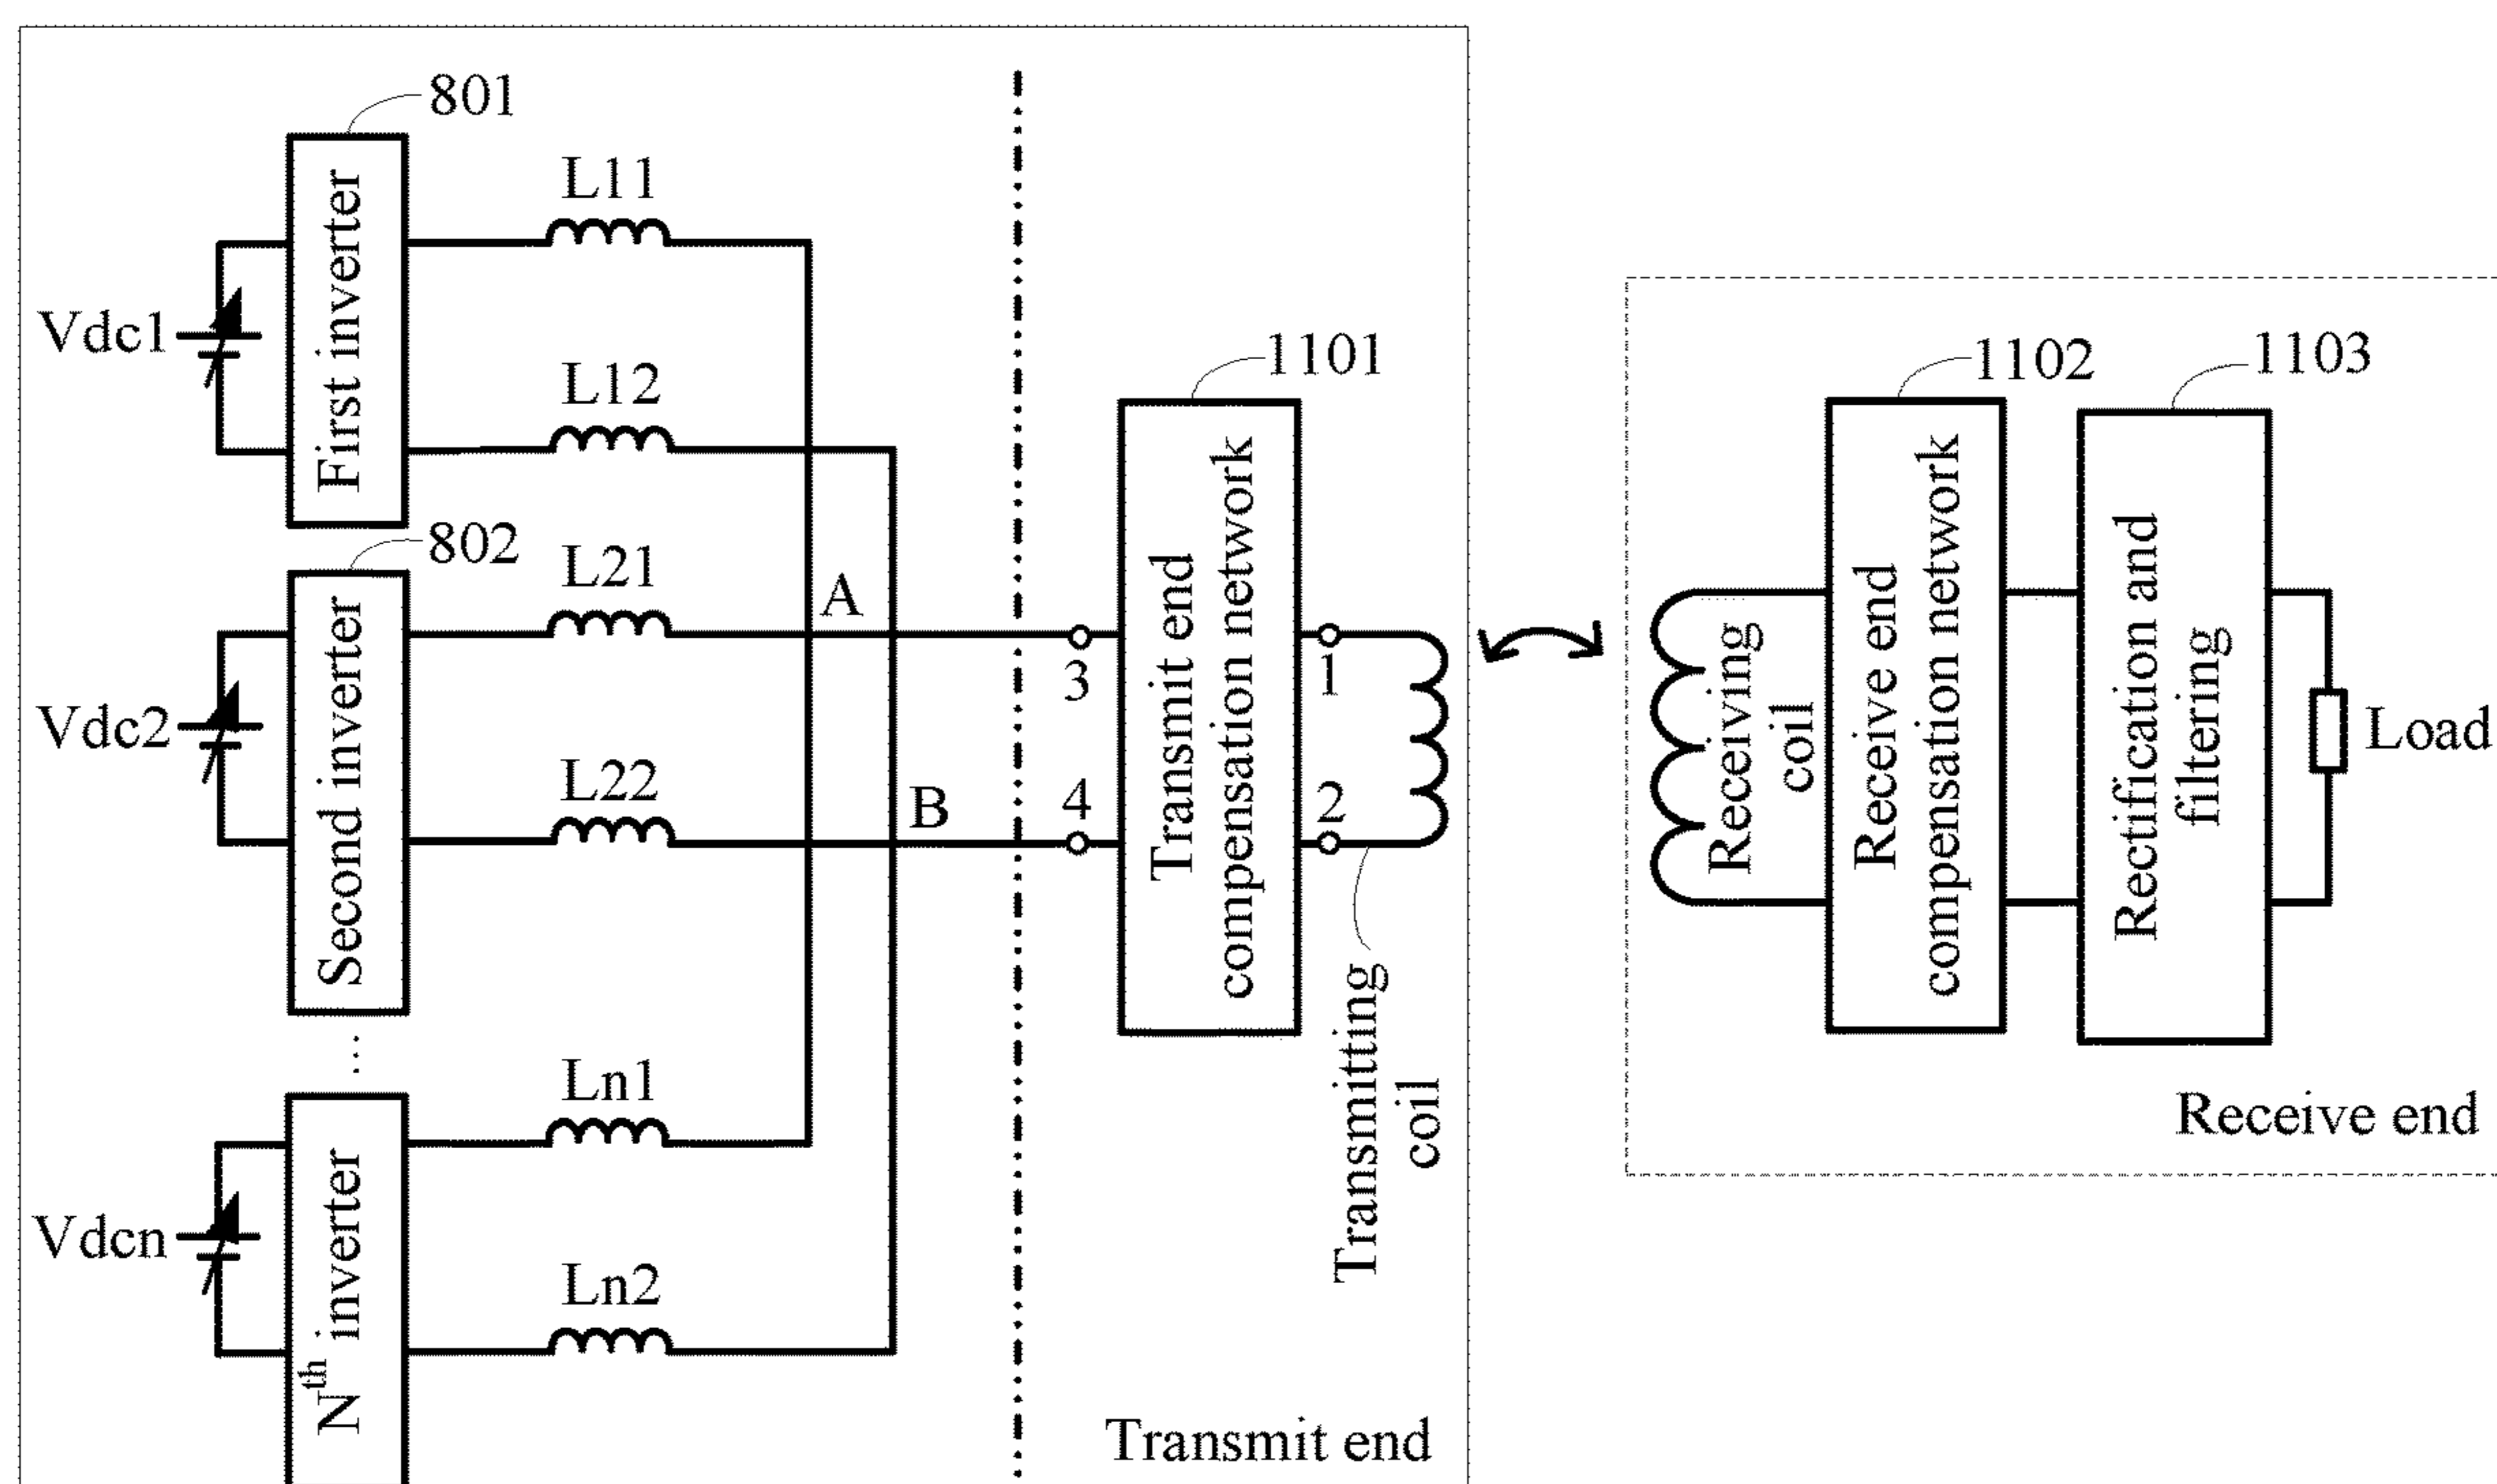 801
First inverter
Vdc1
L11
L12
802
Second inverter
Vdc2
L21
L22
...
Nth inverter
Vdcn
Ln1
Ln2
A
B
3
4
1101
Transmit end
compensation network
1
2
Transmitting
coil
Transmit end
Receiving
coil
1102
Receive end
compensation network
1103
Rectification and
filtering
Load
Receive end